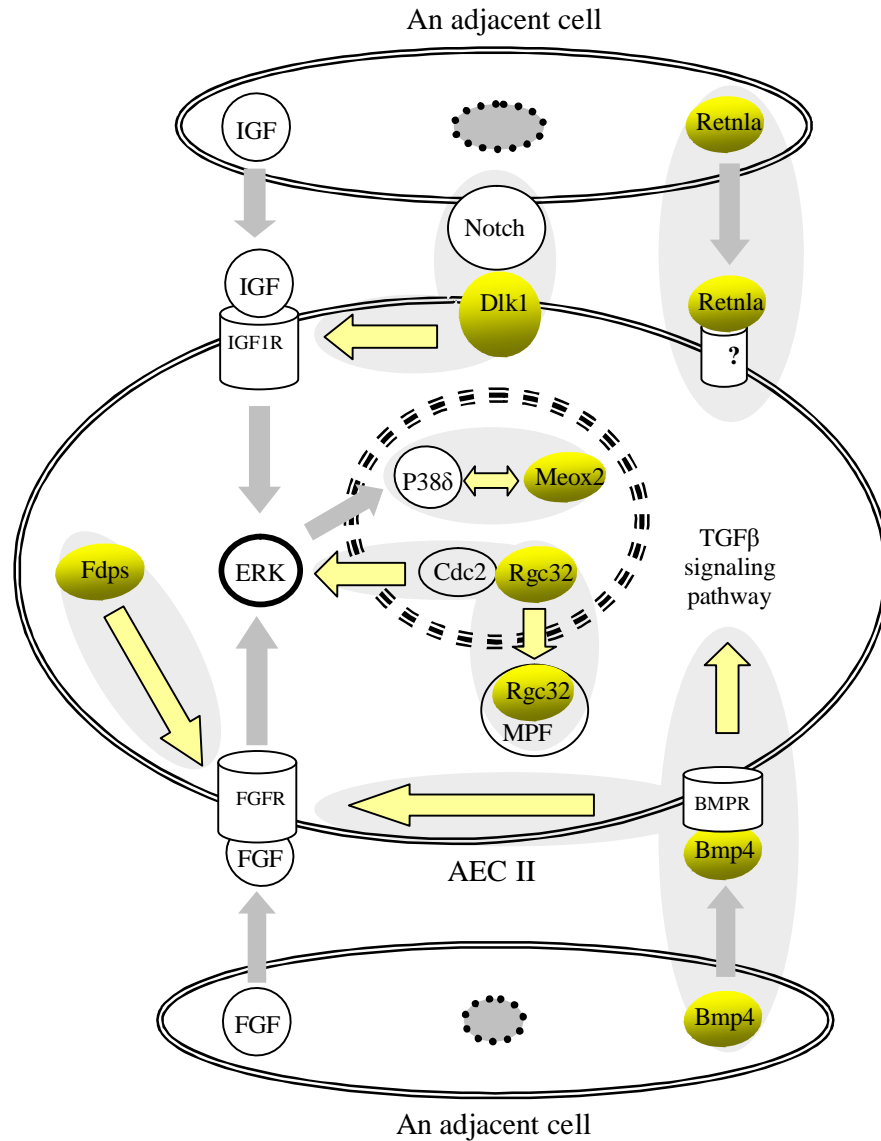 An adjacent cell
IGF
Retnla
Notch
IGF
Dlk1
Retnla
IGF1R
?
P38δ
Meox2
Fdps
ERK
Cdc2
Rgc32
TGFβ
signaling
pathway
Rgc32
MPF
FGFR
BMPR
FGF
Bmp4
AEC II
FGF
Bmp4
An adjacent cell